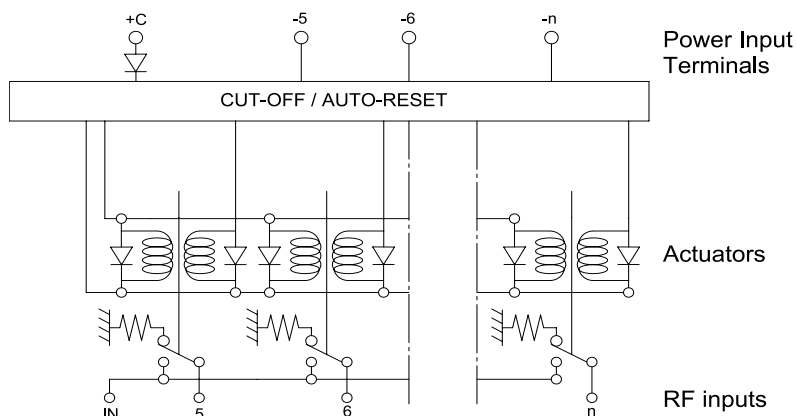 +C -5 -6 -n
Power Input
Terminals
CUT-OFF / AUTO-RESET
Actuators
IN 5 6 n
RF inputs